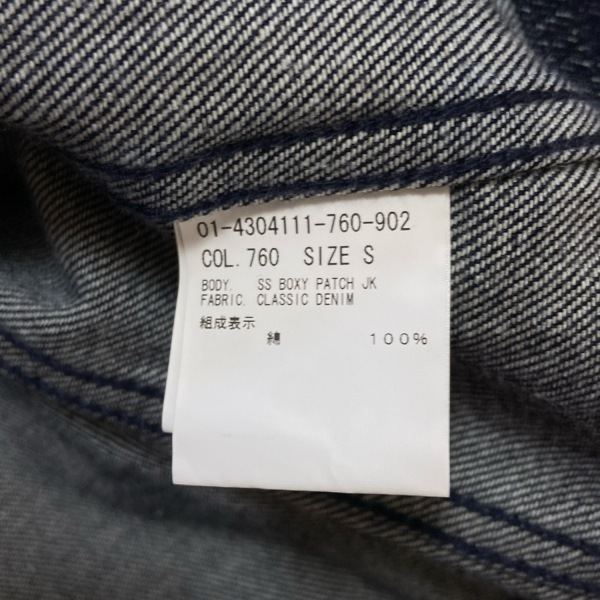 01-4304111-760-902
COL.760 SIZE S
BODY. SS BOXY PATCH JK
FABRIC. CLASSIC DENIM
組成表示
綿 100%